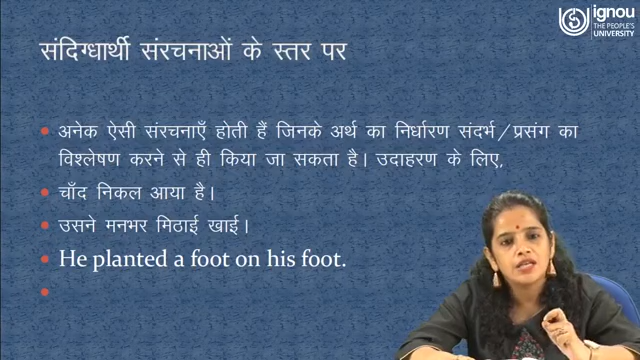 ignou
THE PEOPLE'S
UNIVERSITY
संदिग्धार्थी संरचनाओं के स्तर पर
अनेक ऐसी संरचनाएँ होती हैं जिनके अर्थ का निर्धारण संदर्भ/प्रसंग का
विश्लेषण करने से ही किया जा सकता है। उदाहरण के लिए,
चाँद निकल आया है।
उसने मनभर मिठाई खाई।
He planted a foot on his foot.